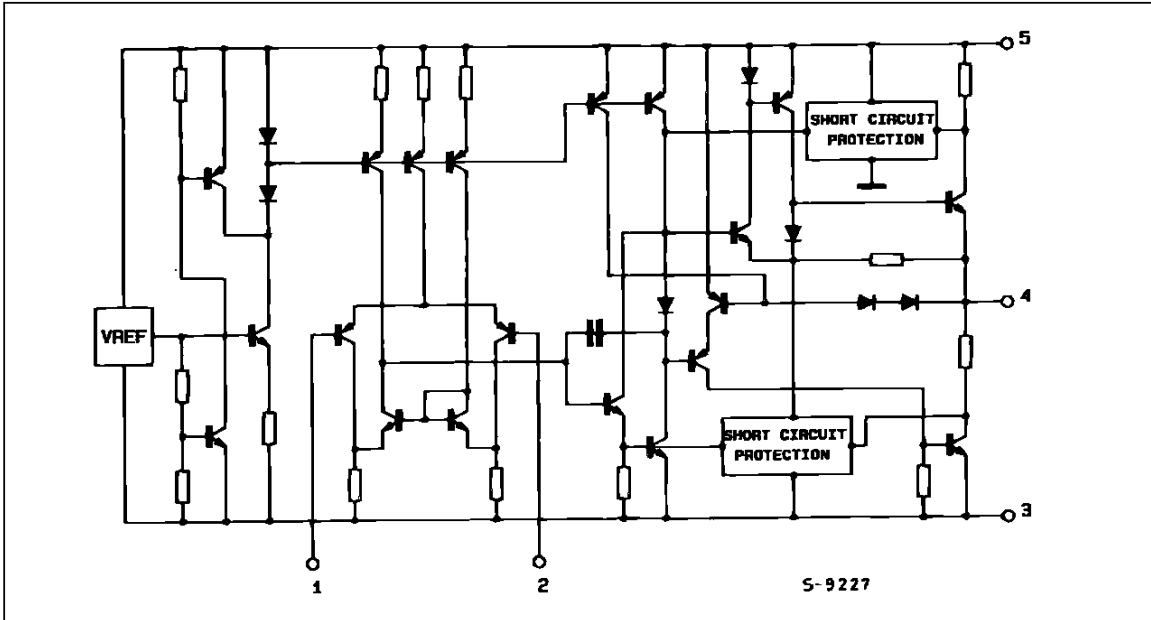 5
SHORT CIRCUIT
PROTECTION
4
VREF
SHORT CIRCUIT
PROTECTION
3
1
2
S-9227